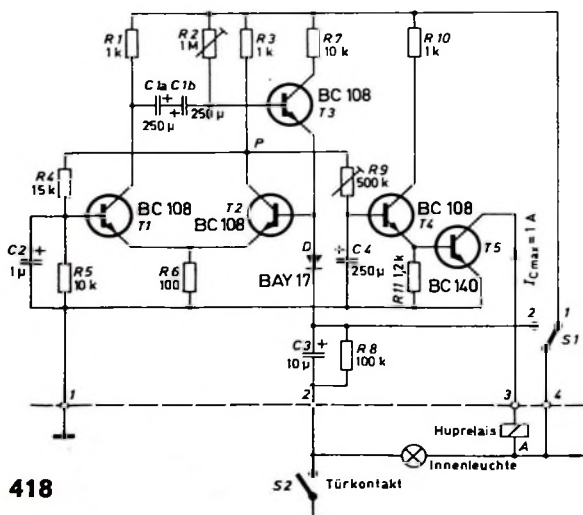 R1
1k
R2
1M
R3
1k
R7
10k
R10
1k
C1a
C1b
+
+
250µ
250µ
BC 108
T3
P
R4
15k
BC 108
T1
T2
BC 108
R9
500k
BC 108
T4
C2
+
1µ
R5
10k
R6
100
D
BAY 17
C4
+
250µ
R11 1,2k
T5
BC 140
I Cmax = 1 A
2
1
S1
C3
+
10µ
R8
100k
1
2
3
4
Huprelais
A
Innenleuchte
S2
Türkontakt
418